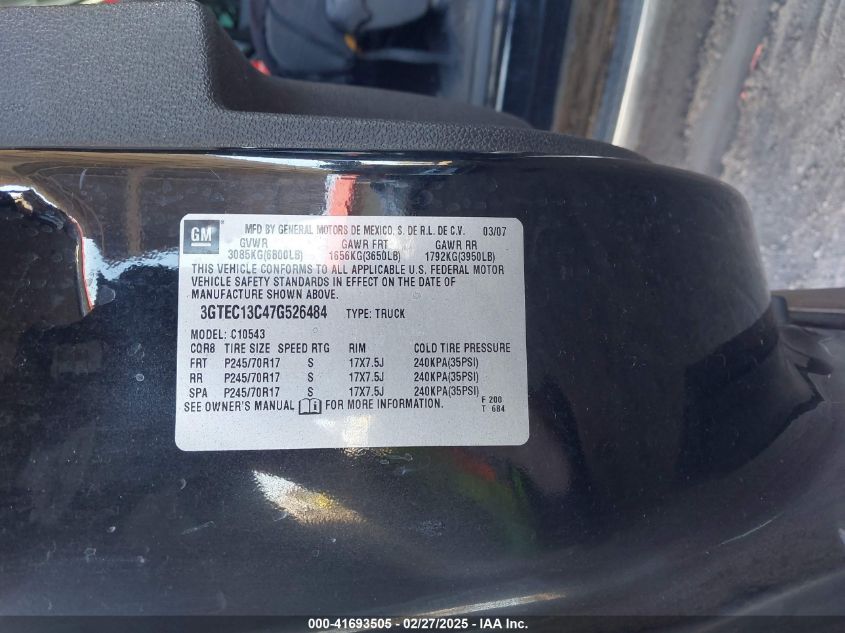 GM
MFD BY GENERAL MOTORS DE MEXICO, S. DE R.L. DE C.V. 03/07
GVWR GAWR FRT GAWR RR
3085KG(6800LB) 1656KG(3650LB) 1792KG(3950LB)
THIS VEHICLE CONFORMS TO ALL APPLICABLE U.S. FEDERAL MOTOR
VEHICLE SAFETY STANDARDS IN EFFECT ON THE DATE OF
MANUFACTURE SHOWN ABOVE.
3GTEC13C47G526484 TYPE: TRUCK
MODEL: C10543
CQR8 TIRE SIZE SPEED RTG RIM COLD TIRE PRESSURE
FRT P245/70R17 S 17X7.5J 240KPA(35PSI)
RR P245/70R17 S 17X7.5J 240KPA(35PSI)
SPA P245/70R17 S 17X7.5J 240KPA(35PSI)
SEE OWNER'S MANUAL FOR MORE INFORMATION.
F 200
T 684
000-41693505 - 02/27/2025 - IAA, Inc.